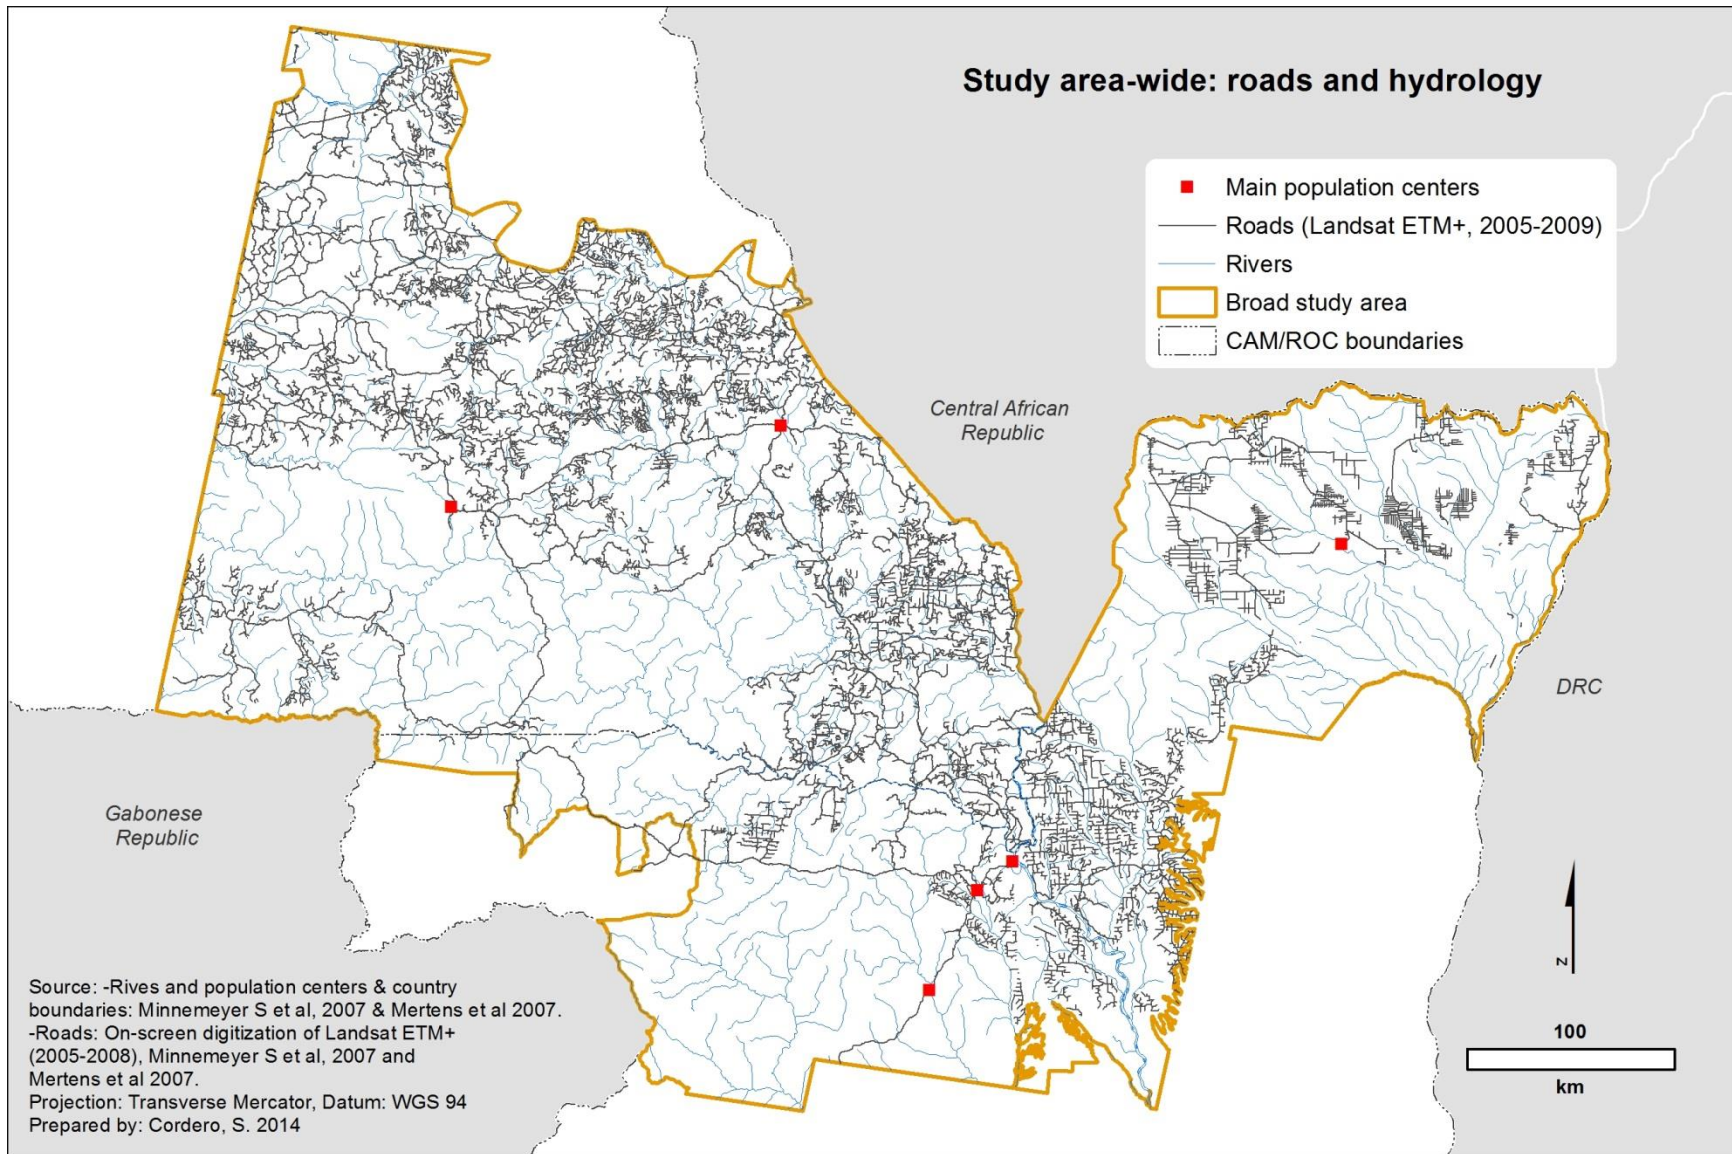 Study area-wide: roads and hydrology
Main population centers
Roads (Landsat ETM+, 2005-2009)
Rivers
Broad study area
CAM/ROC boundaries
Central African
Republic
DRC
Gabonese
Republic
Source: -Rives and population centers & country
boundaries: Minnemeyer S et al, 2007 & Mertens et al 2007.
-Roads: On-screen digitization of Landsat ETM+
(2005-2008), Minnemeyer S et al, 2007 and
Mertens et al 2007.
Projection: Transverse Mercator, Datum: WGS 94
Prepared by: Cordero, S. 2014
N
100
km